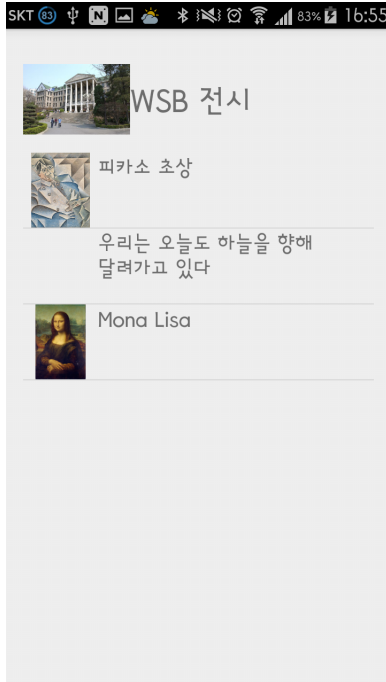 SKT 83 N 83% 16:55
WSB 전시
피카소 초상
우리는 오늘도 하늘을 향해
달려가고 있다
Mona Lisa